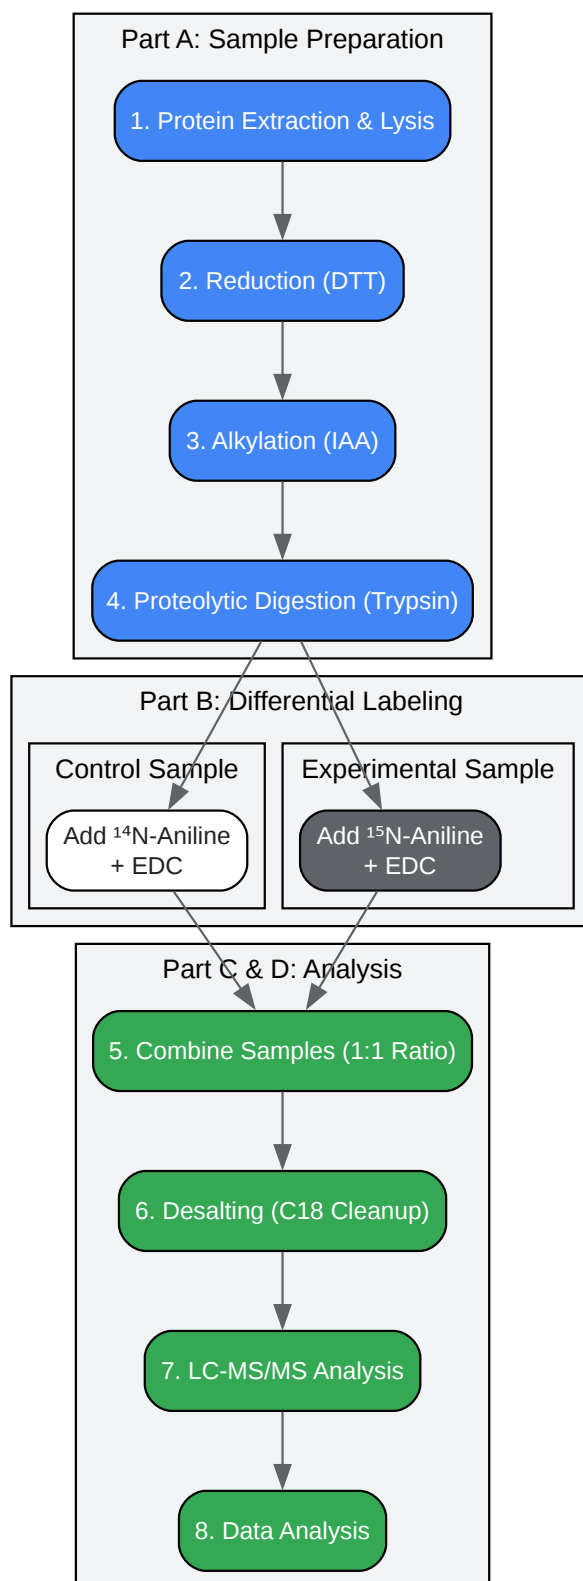 Part A: Sample Preparation
1. Protein Extraction & Lysis
2. Reduction (DTT)
3. Alkylation (IAA)
4. Proteolytic Digestion (Trypsin)
Part B: Differential Labeling
Control Sample
Add ¹⁴N-Aniline
+ EDC
Experimental Sample
Add ¹⁵N-Aniline
+ EDC
Part C & D: Analysis
5. Combine Samples (1:1 Ratio)
6. Desalting (C18 Cleanup)
7. LC-MS/MS Analysis
8. Data Analysis